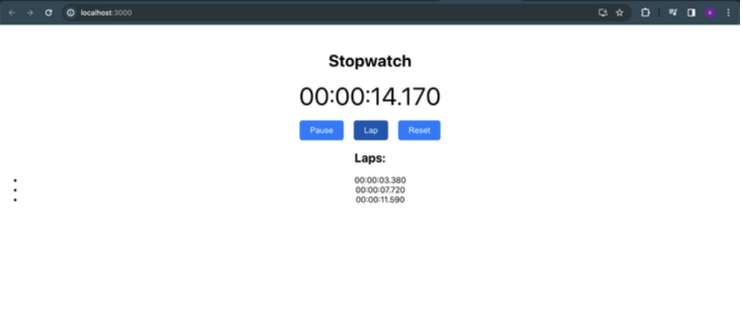 localhost:3000
Stopwatch
00:00:14.170
Pause Lap Reset
Laps:
00:00:03.380
00:00:07.720
00:00:11.590